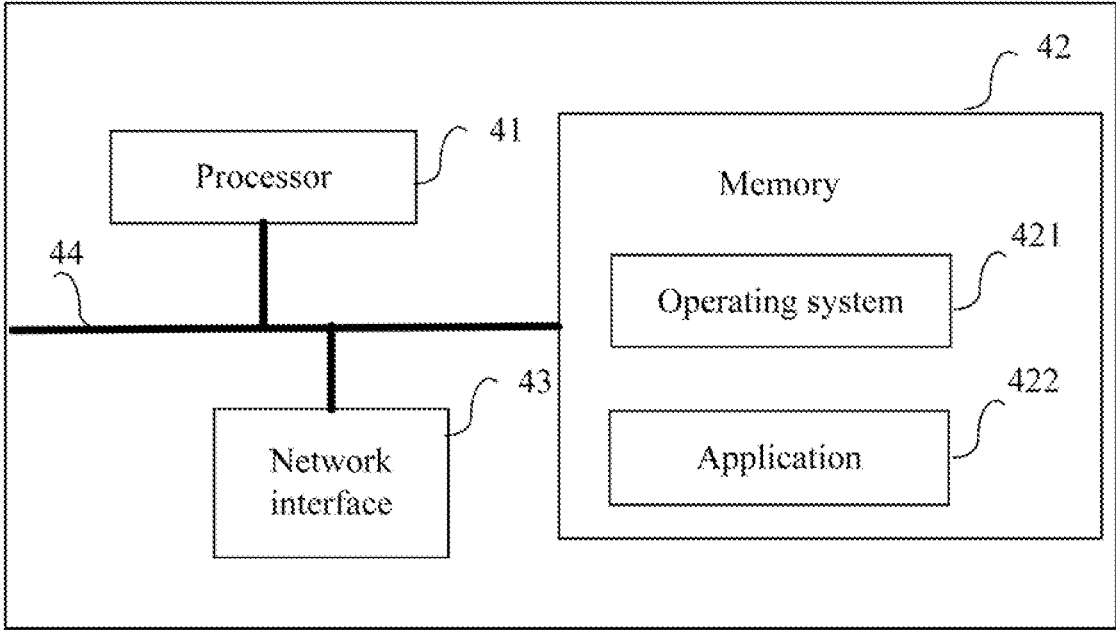 42
41
Processor
Memory
44
421
Operating system
43
422
Network
interface
Application